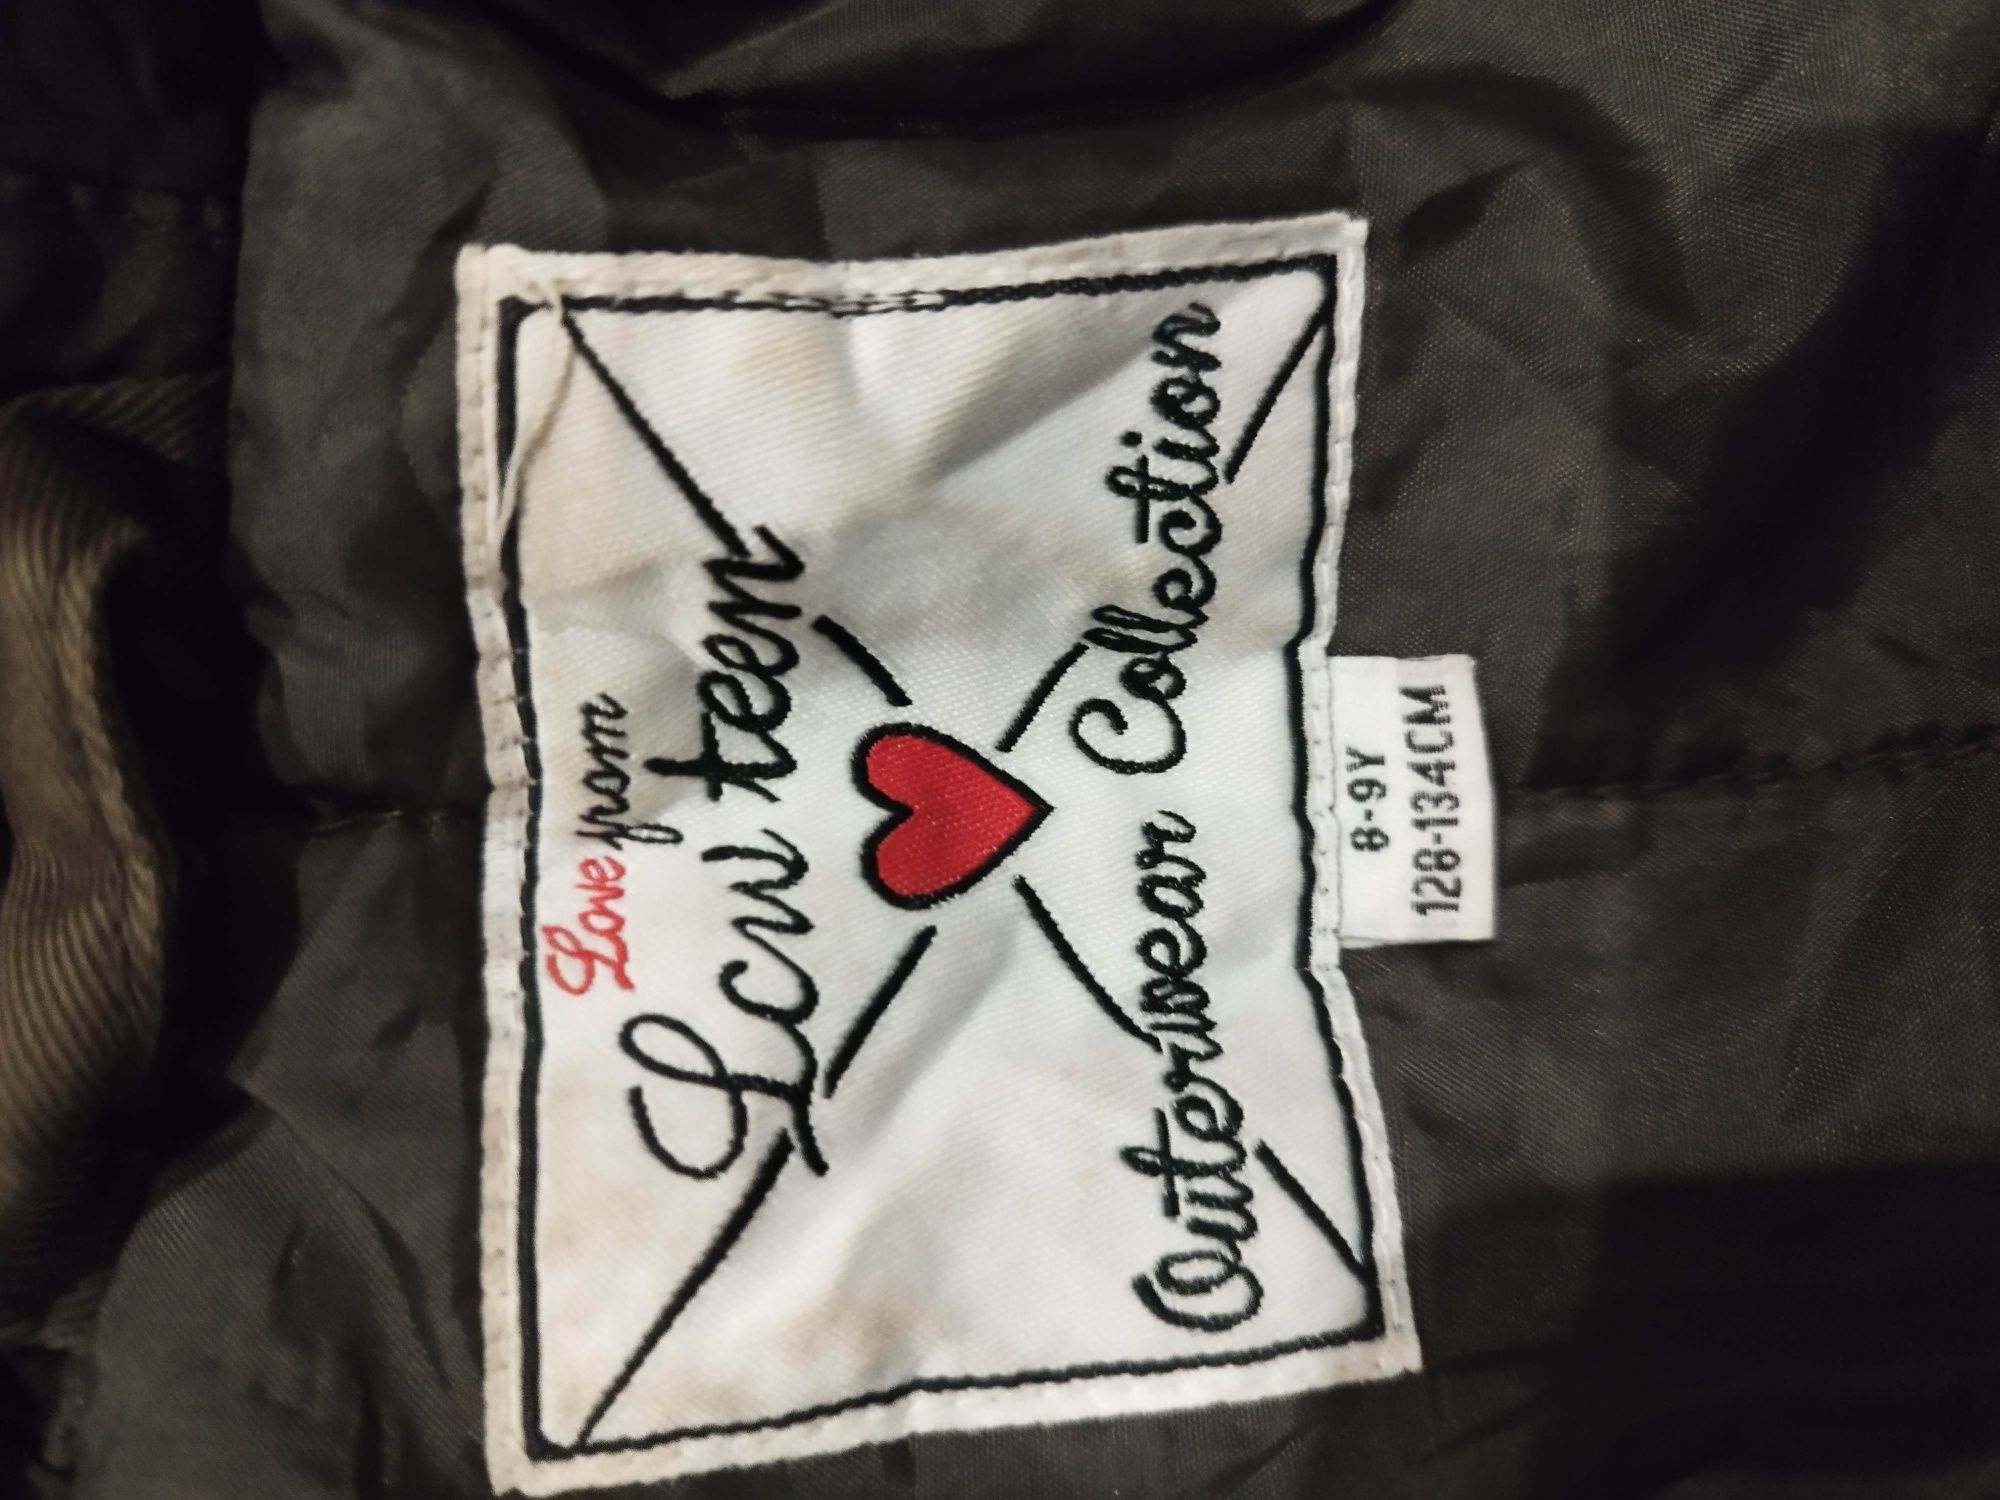 Love from
Lcw teen
Outerwear Collection
8-9Y
128-134CM